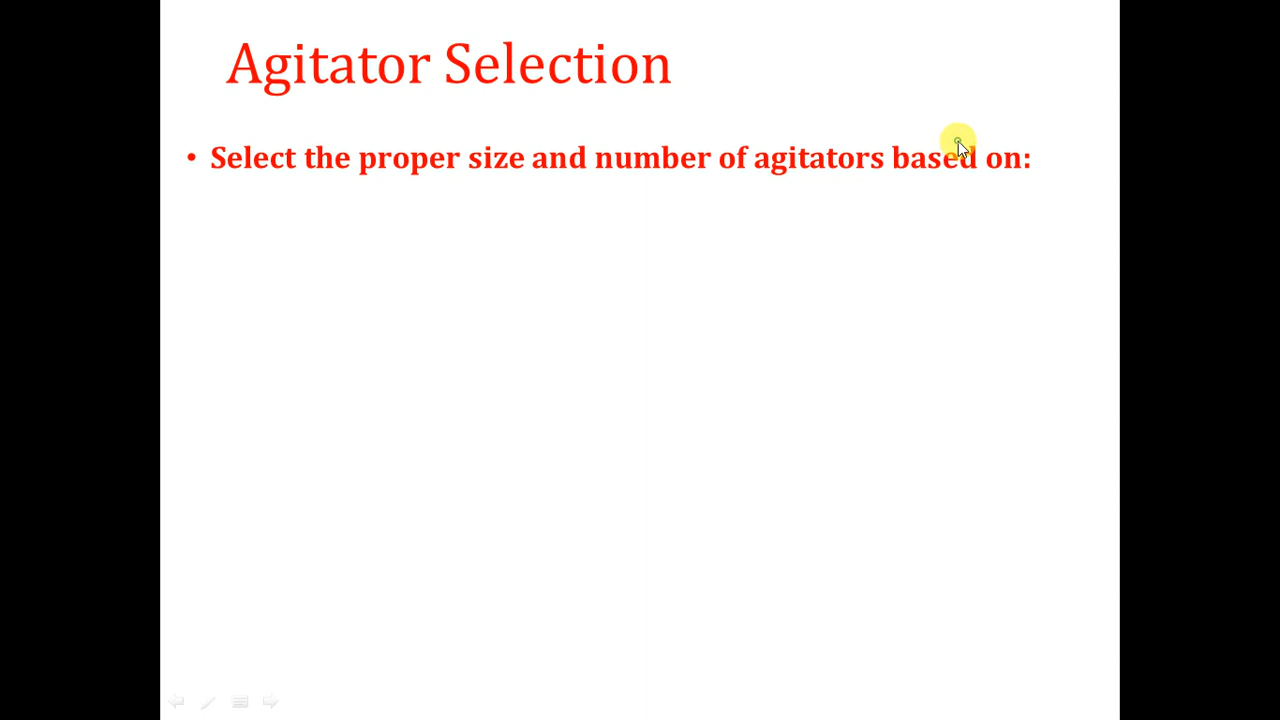 Agitator Selection
• Select the proper size and number of agitators based on: